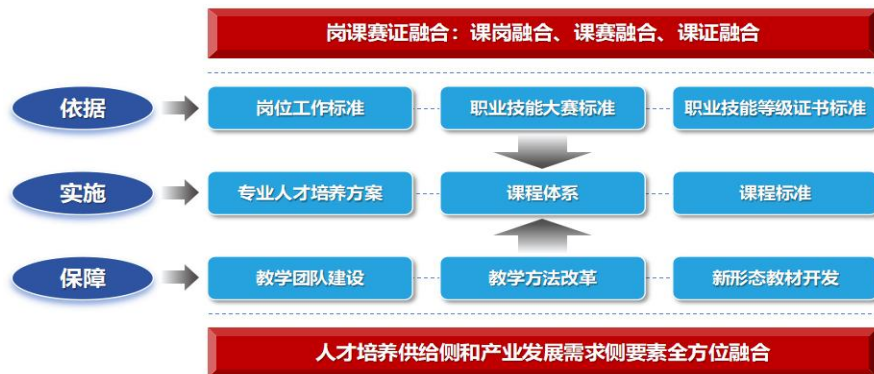 岗课赛证融合：课岗融合、课赛融合、课证融合
依据 岗位工作标准 职业技能大赛标准 职业技能等级证书标准
实施 专业人才培养方案 课程体系 课程标准
保障 教学团队建设 教学方法改革 新形态教材开发
人才培养供给侧和产业发展需求侧要素全方位融合